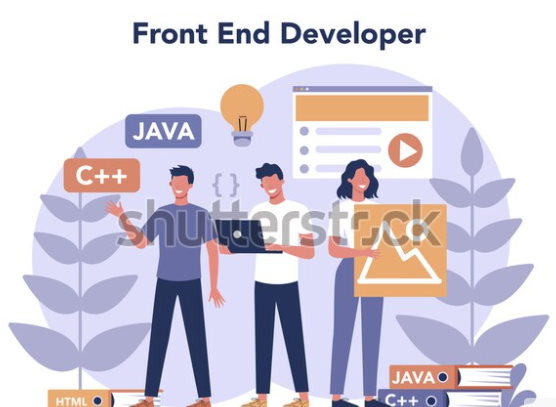 Front End Developer
JAVA
C++
{ }
shutterstock
HTML
JAVA
C++